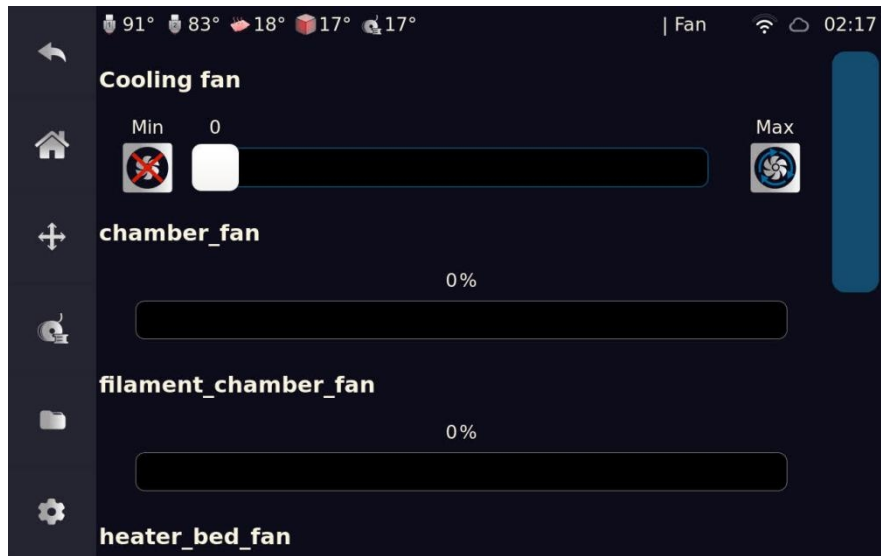 91° 83° 18° 17° 17° | Fan 02:17
Cooling fan
Min 0 Max
chamber_fan
0%
filament_chamber_fan
0%
heater_bed_fan